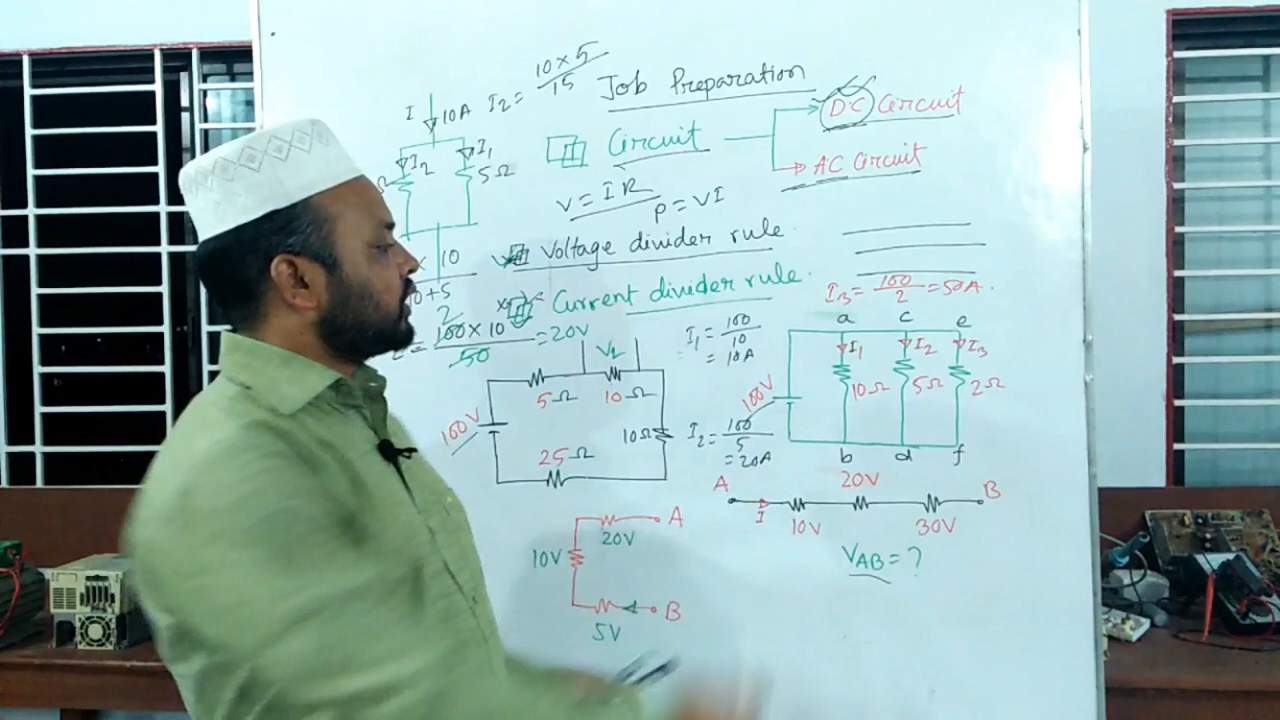 Job Preparation
Circuit
DC Circuit
AC Circuit
V = IR
P = VI
Voltage divider rule
Current divider rule.
I
10A
I2 = 10 × 5 / 15
I2
I1
5Ω
Ω
× 10
10+5
2
100 × 10 / 50 = 20V
V1
100V
5Ω
10Ω
10Ω
25Ω
I1 = 100 / 10
= 10A
I2 = 100 / 5
= 20A
I3 = 100 / 2 = 50A.
a c e
I1 I2 I3
100V
10Ω 5Ω 2Ω
b d f
20V
A B
I
10V 30V
VAB = ?
A
20V
10V
B
5V